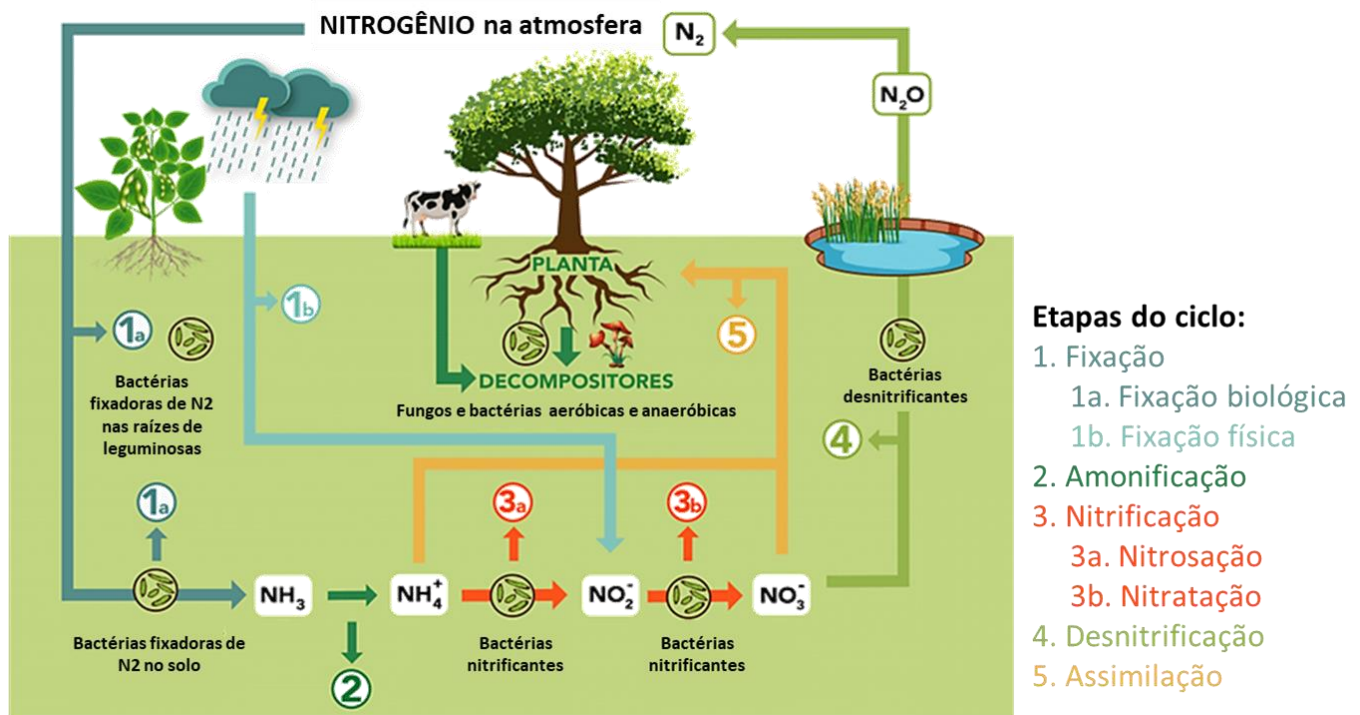 NITROGÊNIO na atmosfera
N₂
N₂O
PLANTA
1a
1b
5
Bactérias
fixadoras de N2
nas raízes de
leguminosas
DECOMPOSITORES
Fungos e bactérias aeróbicas e anaeróbicas
Bactérias
desnitrificantes
4
1a
3a
3b
NH₃
NH₄⁺
NO₂⁻
NO₃⁻
Bactérias fixadoras de
N2 no solo
Bactérias
nitrificantes
Bactérias
nitrificantes
2
Etapas do ciclo:
1. Fixação
1a. Fixação biológica
1b. Fixação física
2. Amonificação
3. Nitrificação
3a. Nitrosação
3b. Nitratação
4. Desnitrificação
5. Assimilação